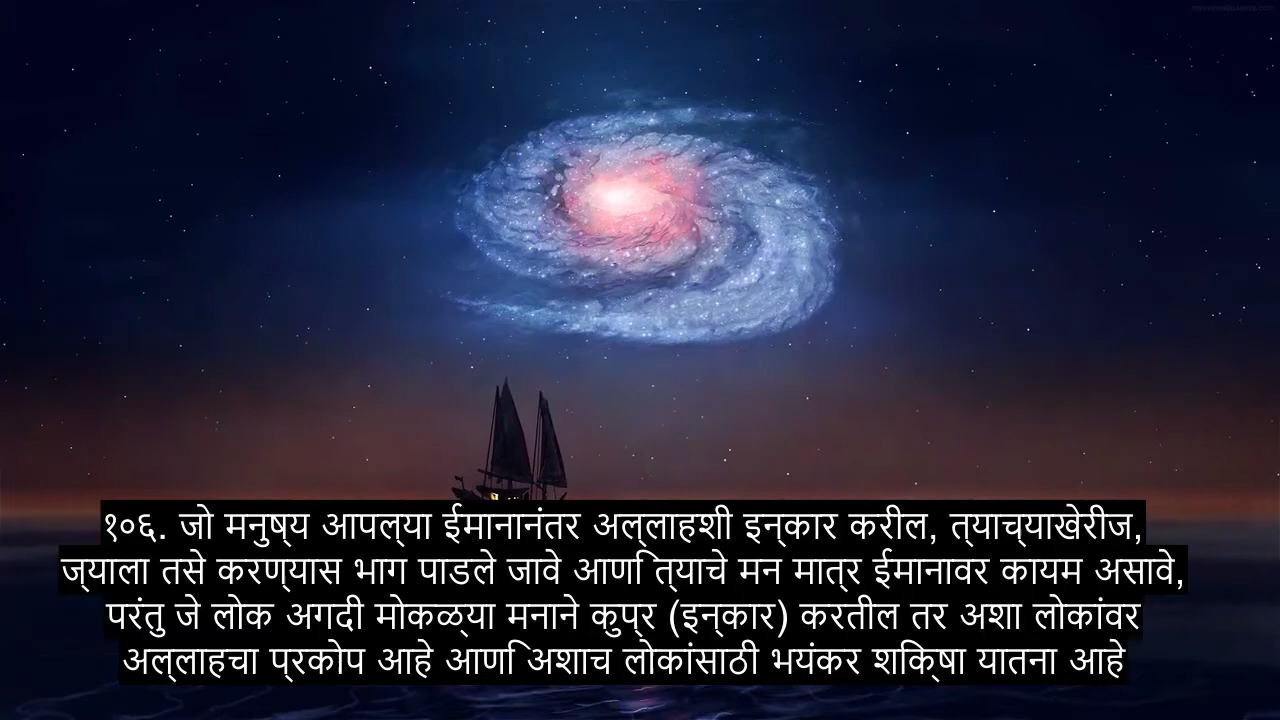 १०६. जो मनुष्य आपल्या ईमानानंतर अल्लाहशी इन्कार करील, त्याच्याखेरीज,
ज्याला तसे करण्यास भाग पाडले जावे आणि त्याचे मन मात्र ईमानावर कायम असावे,
परंतु जे लोक अगदी मोकळ्या मनाने कुप्र (इन्कार) करतील तर अशा लोकांवर
अल्लाहचा प्रकोप आहे आणि अशाच लोकांसाठी भयंकर शिक्षा यातना आहे